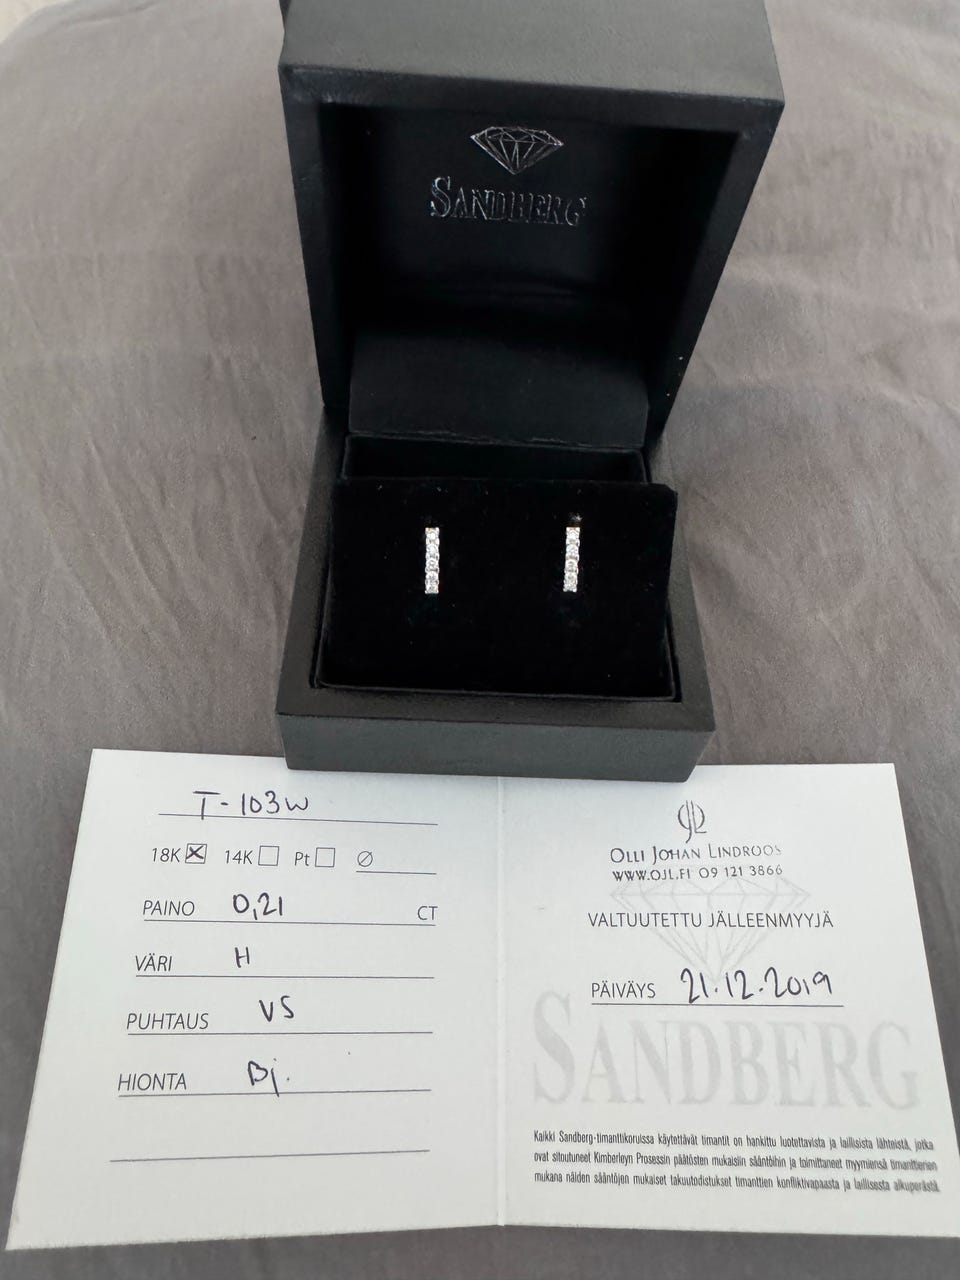 SANDBERG
T-103W
18K ☒ 14K ☐ Pt ☐ ∅
PAINO 0,21 CT
VÄRI H
PUHTAUS VS
HIONTA Bj.
OLLI JOHAN LINDROOS
WWW.OJL.FI 09 121 3866
VALTUUTETTU JÄLLEENMYYJÄ
PÄIVÄYS 21.12.2019
SANDBERG
Kaikki Sandberg-timanttikoruissa käytettävät timantit on hankittu luotettavista ja laillisista lähteistä, jotka
ovat sitoutuneet Kimberleyn Prosessin päätösten mukaisiin sääntöihin ja toimittaneet myymiensä timanttierien
mukana näiden sääntöjen mukaiset takuutodistukset timanttien konfliktivapaasta ja laillisesta alkuperästä.